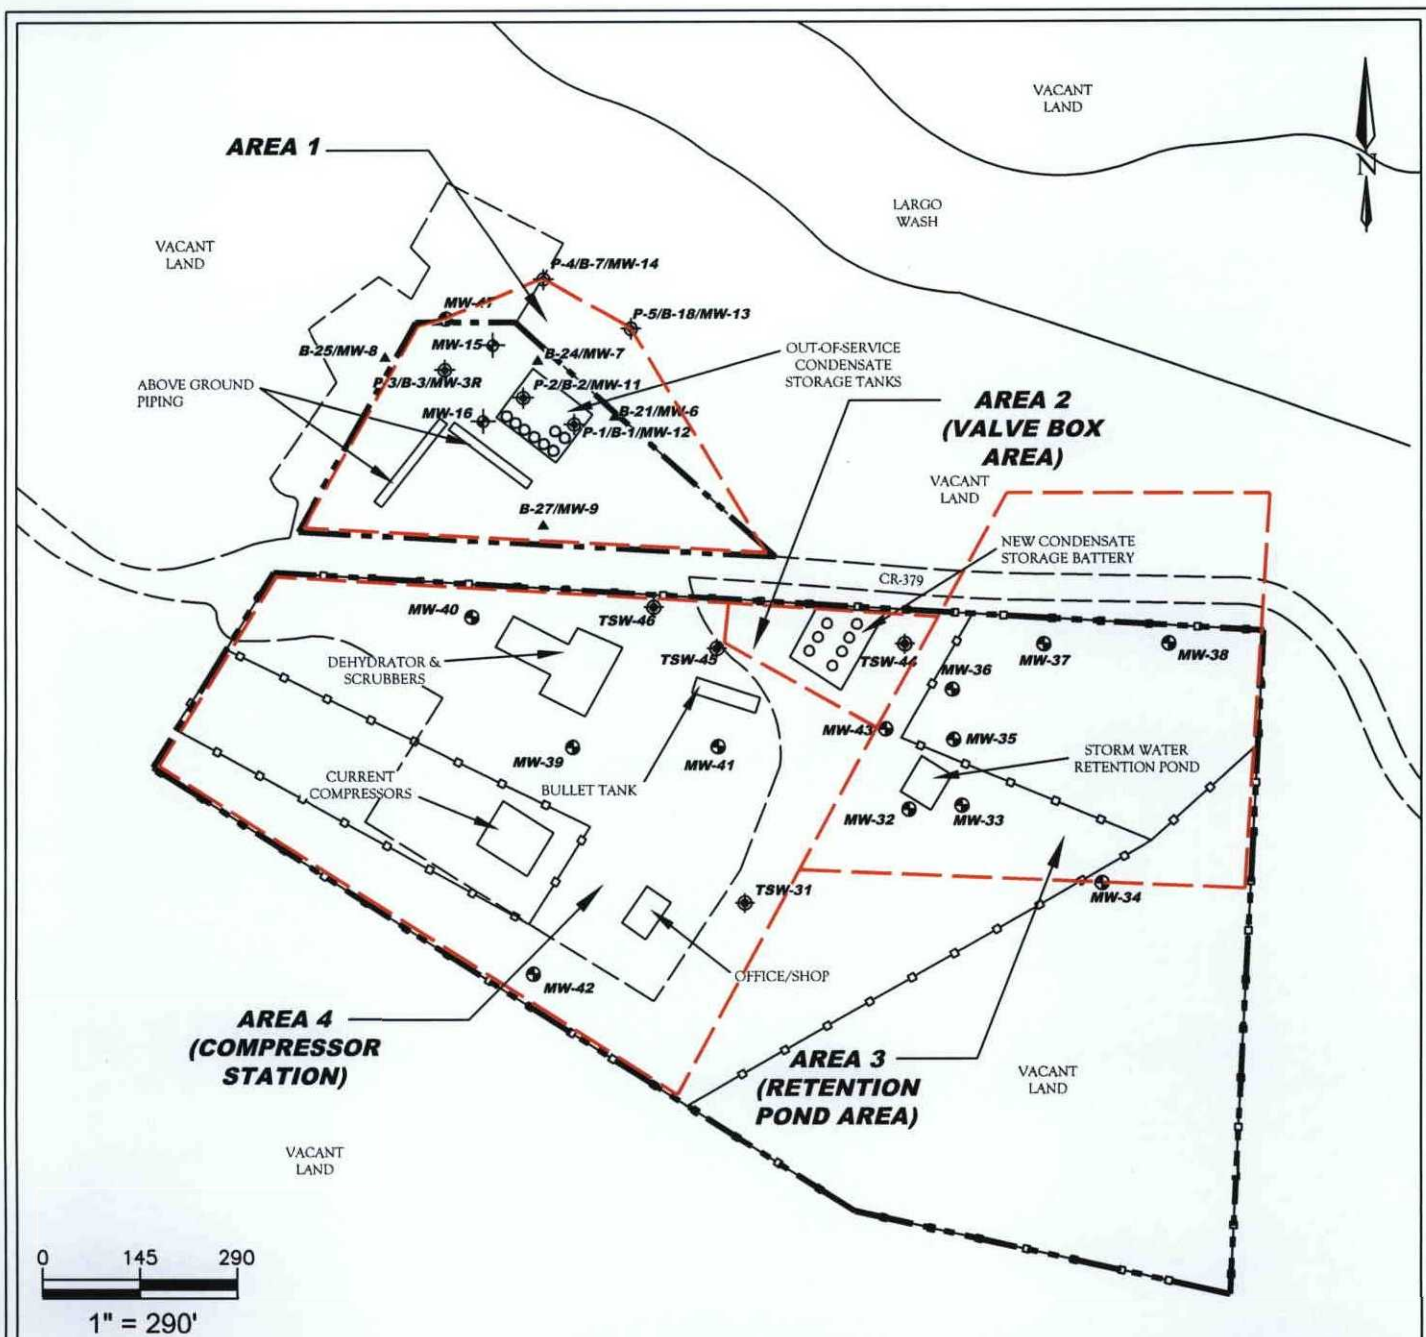 VACANT
LAND
AREA 1
N
LARGO
WASH
VACANT
LAND
P-4/B-7/MW-14
MW-47
P-5/B-18/MW-13
MW-15
B-25/MW-8
B-24/MW-7
OUT-OF-SERVICE
CONDENSATE
STORAGE TANKS
ABOVE GROUND
PIPING
P-3/B-3/MW-3R
P-2/B-2/MW-11
MW-16
B-21/MW-6
P-1/B-1/MW-12
AREA 2
(VALVE BOX
AREA)
VACANT
LAND
B-27/MW-9
NEW CONDENSATE
STORAGE BATTERY
CR-379
MW-40
TSW-46
TSW-45
TSW-44
MW-36
MW-37
MW-38
DEHYDRATOR &
SCRUBBERS
MW-43
MW-35
MW-39
MW-41
STORM WATER
RETENTION POND
CURRENT
COMPRESSORS
BULLET TANK
MW-32
MW-33
TSW-31
MW-34
OFFICE/SHOP
MW-42
AREA 4
(COMPRESSOR
STATION)
AREA 3
(RETENTION
POND AREA)
VACANT
LAND
VACANT
LAND
0 145 290
1" = 290'